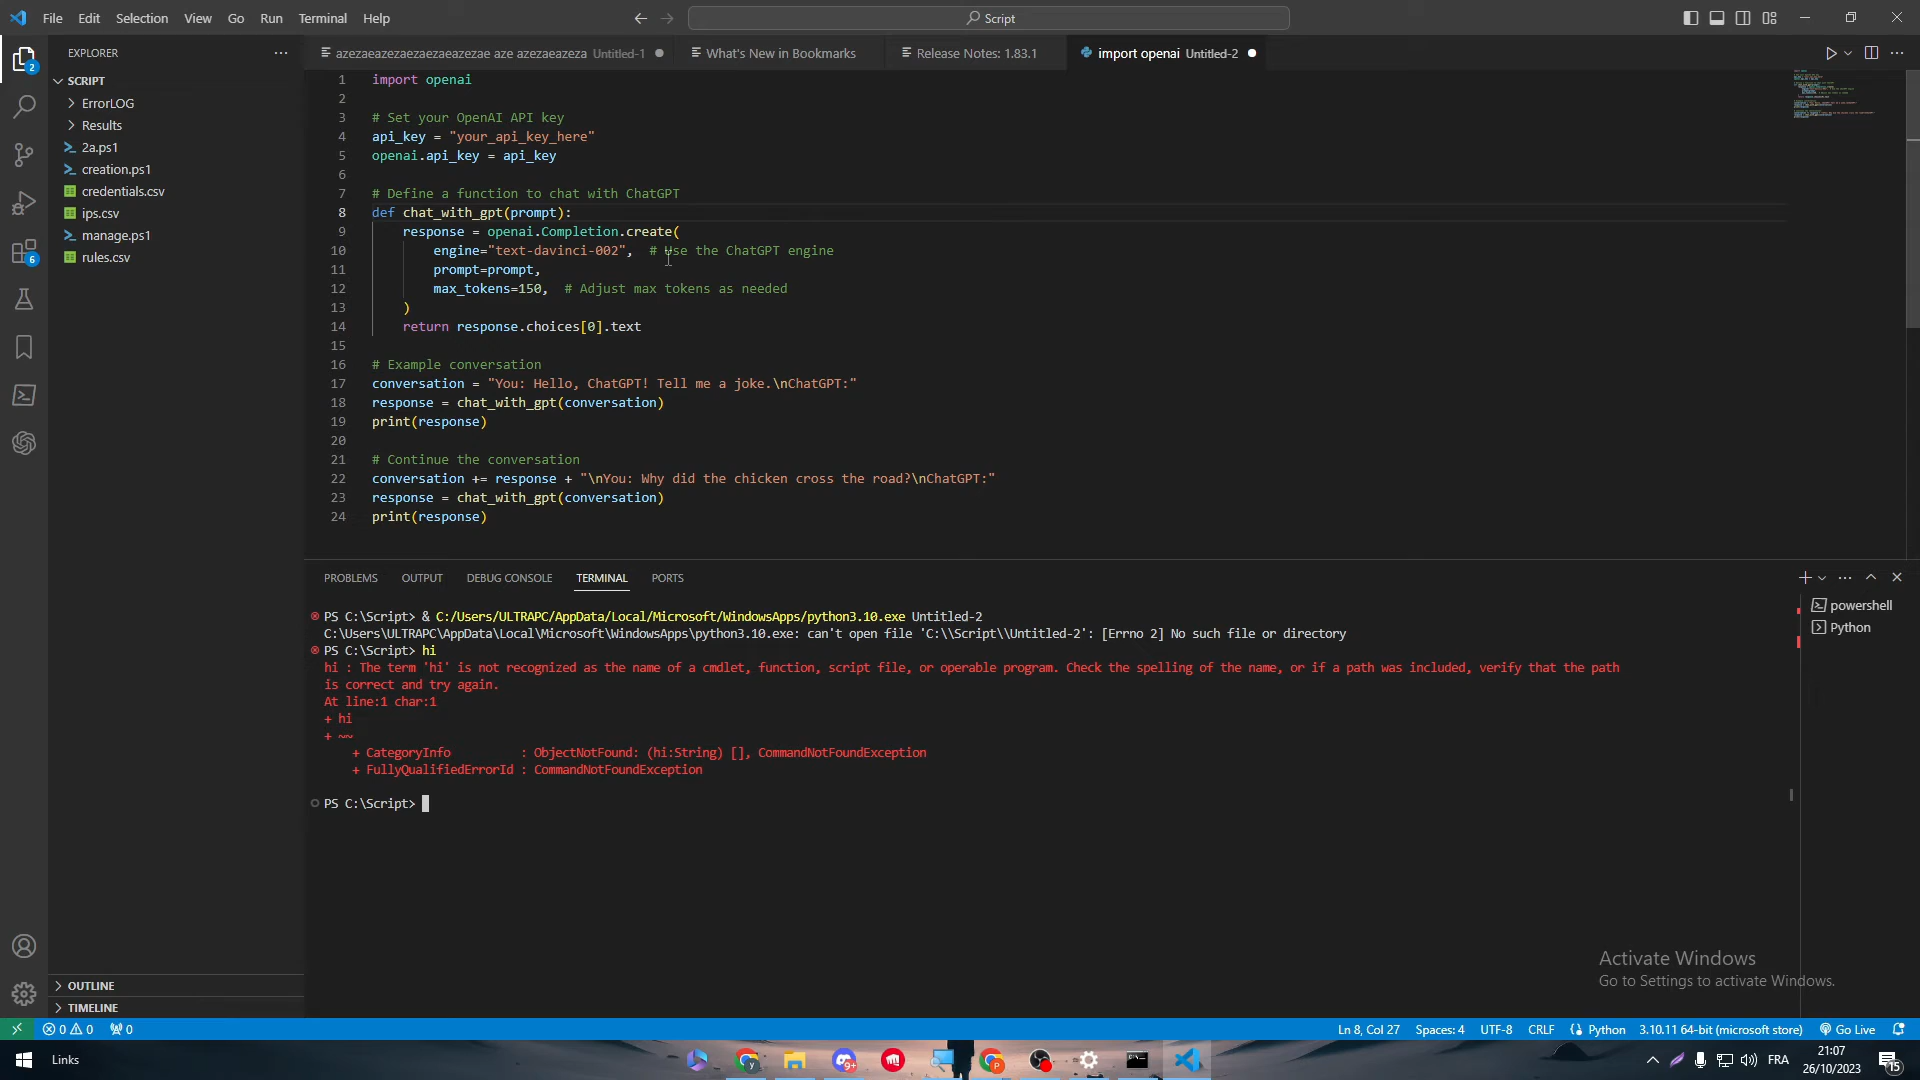 File Edit Selection View Go Run Terminal Help
Script
EXPLORER
azezaeazezaezaezaeazezae aze azezaeazeza Untitled-1
What's New in Bookmarks
Release Notes: 1.83.1
import openai Untitled-2
SCRIPT
ErrorLOG
Results
2a.ps1
creation.ps1
credentials.csv
ips.csv
manage.ps1
rules.csv
2
6
1 import openai
2
3 # Set your OpenAI API key
4 api_key = "your_api_key_here"
5 openai.api_key = api_key
6
7 # Define a function to chat with ChatGPT
8 def chat_with_gpt(prompt):
9 response = openai.Completion.create(
10 engine="text-davinci-002", # Use the ChatGPT engine
11 prompt=prompt,
12 max_tokens=150, # Adjust max tokens as needed
13 )
14 return response.choices[0].text
15
16 # Example conversation
17 conversation = "You: Hello, ChatGPT! Tell me a joke.\nChatGPT:"
18 response = chat_with_gpt(conversation)
19 print(response)
20
21 # Continue the conversation
22 conversation += response + "\nYou: Why did the chicken cross the road?\nChatGPT:"
23 response = chat_with_gpt(conversation)
24 print(response)
PROBLEMS OUTPUT DEBUG CONSOLE TERMINAL PORTS
powershell
Python
PS C:\Script> & C:/Users/ULTRAPC/AppData/Local/Microsoft/WindowsApps/python3.10.exe Untitled-2
C:\Users\ULTRAPC\AppData\Local\Microsoft\WindowsApps\python3.10.exe: can't open file 'C:\\Script\\Untitled-2': [Errno 2] No such file or directory
PS C:\Script> hi
hi : The term 'hi' is not recognized as the name of a cmdlet, function, script file, or operable program. Check the spelling of the name, or if a path was included, verify that the path
is correct and try again.
At line:1 char:1
+ hi
+ ~~
+ CategoryInfo : ObjectNotFound: (hi:String) [], CommandNotFoundException
+ FullyQualifiedErrorId : CommandNotFoundException
PS C:\Script>
Activate Windows
Go to Settings to activate Windows.
OUTLINE
TIMELINE
0 0 0
Ln 8, Col 27 Spaces: 4 UTF-8 CRLF Python 3.10.11 64-bit (microsoft store) Go Live
Links
FRA
21:07
26/10/2023
15